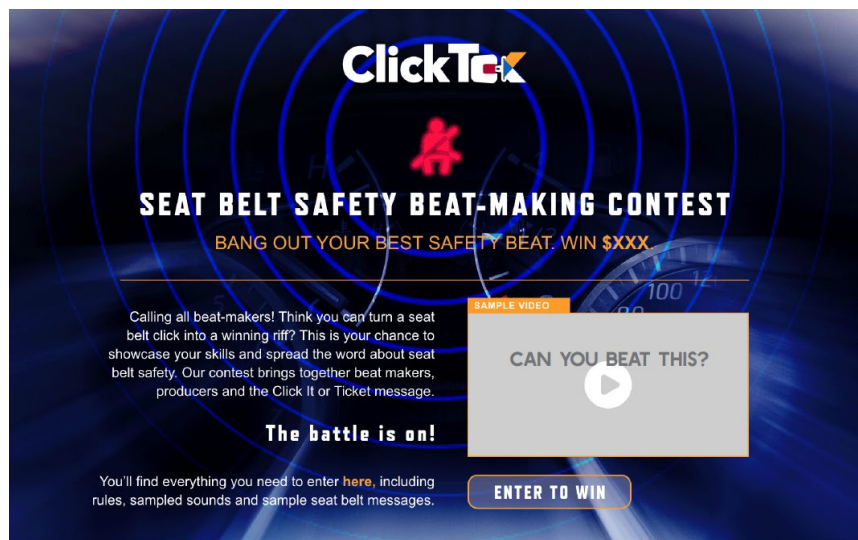 ClickTok
SEAT BELT SAFETY BEAT-MAKING CONTEST
BANG OUT YOUR BEST SAFETY BEAT. WIN $XXX.
Calling all beat-makers! Think you can turn a seat
belt click into a winning riff? This is your chance to
showcase your skills and spread the word about seat
belt safety. Our contest brings together beat makers,
producers and the Click It or Ticket message.
The battle is on!
You'll find everything you need to enter here, including
rules, sampled sounds and sample seat belt messages.
100
SAMPLE VIDEO
CAN YOU BEAT THIS?
ENTER TO WIN